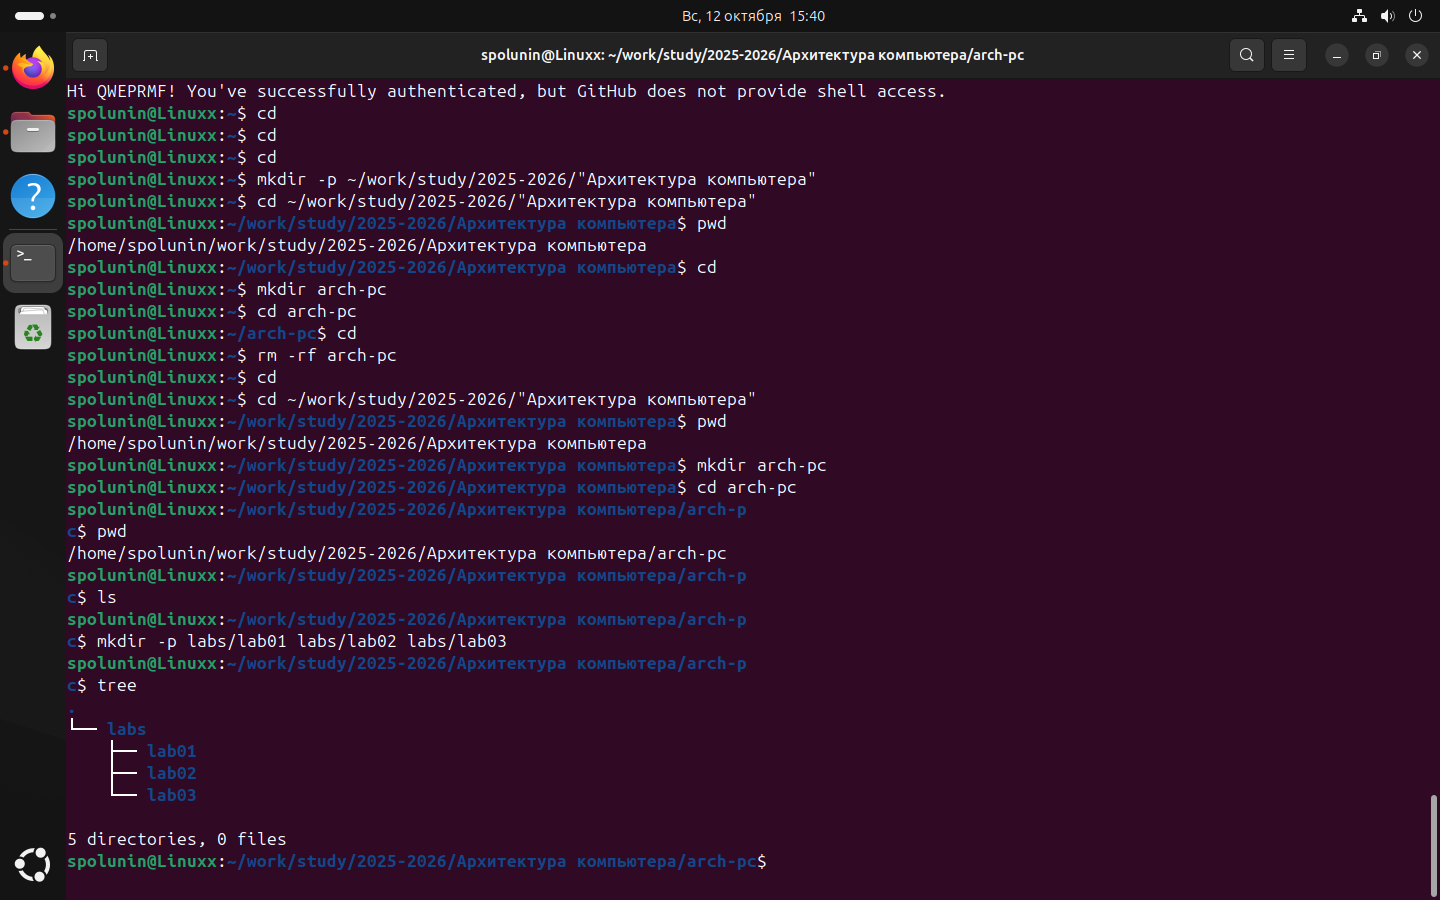 Вс, 12 октября 15:40
spolunin@Linuxx: ~/work/study/2025-2026/Архитектура компьютера/arch-pc
Hi QWEPRMF! You've successfully authenticated, but GitHub does not provide shell access.
spolunin@Linuxx:~$ cd
spolunin@Linuxx:~$ cd
spolunin@Linuxx:~$ cd
spolunin@Linuxx:~$ mkdir -p ~/work/study/2025-2026/"Архитектура компьютера"
spolunin@Linuxx:~$ cd ~/work/study/2025-2026/"Архитектура компьютера"
spolunin@Linuxx:~/work/study/2025-2026/Архитектура компьютера$ pwd
/home/spolunin/work/study/2025-2026/Архитектура компьютера
spolunin@Linuxx:~/work/study/2025-2026/Архитектура компьютера$ cd
spolunin@Linuxx:~$ mkdir arch-pc
spolunin@Linuxx:~$ cd arch-pc
spolunin@Linuxx:~/arch-pc$ cd
spolunin@Linuxx:~$ rm -rf arch-pc
spolunin@Linuxx:~$ cd
spolunin@Linuxx:~$ cd ~/work/study/2025-2026/"Архитектура компьютера"
spolunin@Linuxx:~/work/study/2025-2026/Архитектура компьютера$ pwd
/home/spolunin/work/study/2025-2026/Архитектура компьютера
spolunin@Linuxx:~/work/study/2025-2026/Архитектура компьютера$ mkdir arch-pc
spolunin@Linuxx:~/work/study/2025-2026/Архитектура компьютера$ cd arch-pc
spolunin@Linuxx:~/work/study/2025-2026/Архитектура компьютера/arch-p
c$ pwd
/home/spolunin/work/study/2025-2026/Архитектура компьютера/arch-pc
spolunin@Linuxx:~/work/study/2025-2026/Архитектура компьютера/arch-p
c$ ls
spolunin@Linuxx:~/work/study/2025-2026/Архитектура компьютера/arch-p
c$ mkdir -p labs/lab01 labs/lab02 labs/lab03
spolunin@Linuxx:~/work/study/2025-2026/Архитектура компьютера/arch-p
c$ tree
.
└── labs
    ├── lab01
    ├── lab02
    └── lab03
5 directories, 0 files
spolunin@Linuxx:~/work/study/2025-2026/Архитектура компьютера/arch-pc$